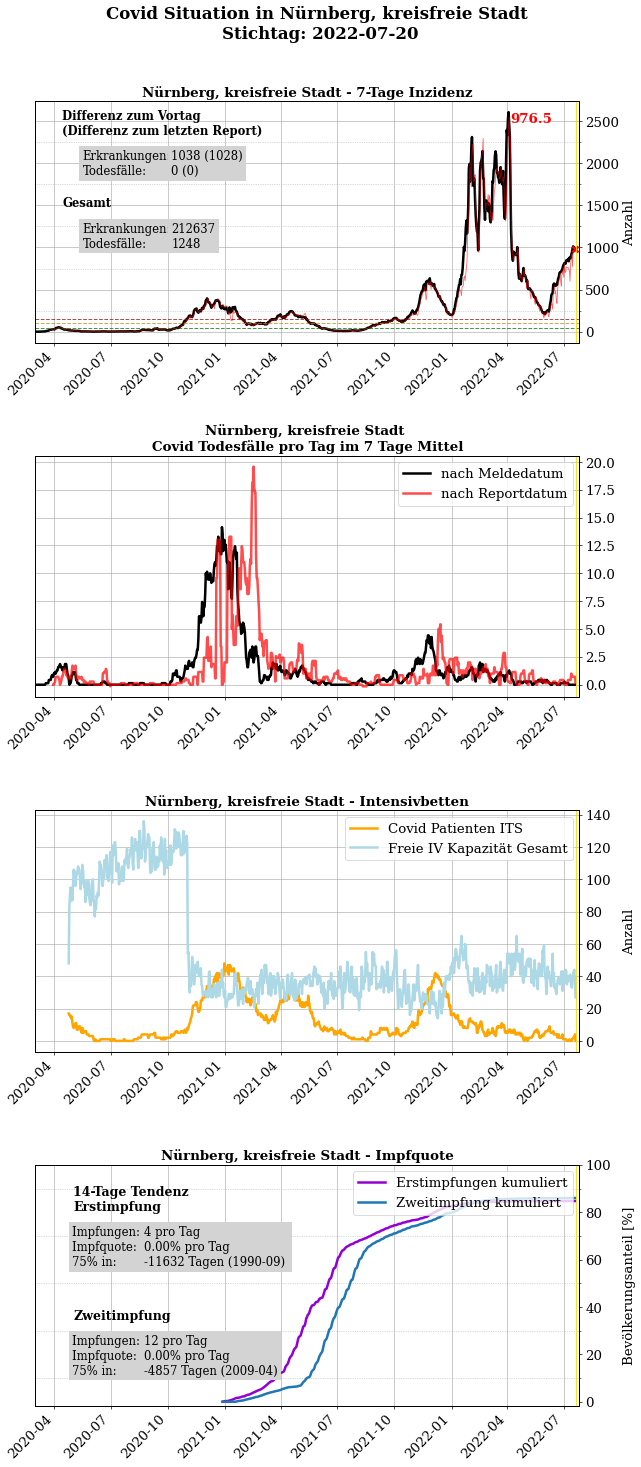 Covid Situation in Nürnberg, kreisfreie Stadt
Stichtag: 2022-07-20
Nürnberg, kreisfreie Stadt - 7-Tage Inzidenz
Differenz zum Vortag
(Differenz zum letzten Report)
Erkrankungen 1038 (1028)
Todesfälle: 0 (0)
Gesamt
Erkrankungen 212637
Todesfälle: 1248
976.5
2500
2000
1500
1000
500
0
Anzahl
2020-04 2020-07 2020-10 2021-01 2021-04 2021-07 2021-10 2022-01 2022-04 2022-07
Nürnberg, kreisfreie Stadt
Covid Todesfälle pro Tag im 7 Tage Mittel
nach Meldedatum
nach Reportdatum
20.0
17.5
15.0
12.5
10.0
7.5
5.0
2.5
0.0
2020-04 2020-07 2020-10 2021-01 2021-04 2021-07 2021-10 2022-01 2022-04 2022-07
Nürnberg, kreisfreie Stadt - Intensivbetten
Covid Patienten ITS
Freie IV Kapazität Gesamt
140
120
100
80
60
40
20
0
Anzahl
2020-04 2020-07 2020-10 2021-01 2021-04 2021-07 2021-10 2022-01 2022-04 2022-07
Nürnberg, kreisfreie Stadt - Impfquote
14-Tage Tendenz
Erstimpfung
Impfungen: 4 pro Tag
Impfquote: 0.00% pro Tag
75% in: -11632 Tagen (1990-09)
Zweitimpfung
Impfungen: 12 pro Tag
Impfquote: 0.00% pro Tag
75% in: -4857 Tagen (2009-04)
Erstimpfungen kumuliert
Zweitimpfung kumuliert
100
80
60
40
20
0
Bevölkerungsanteil [%]
2020-04 2020-07 2020-10 2021-01 2021-04 2021-07 2021-10 2022-01 2022-04 2022-07